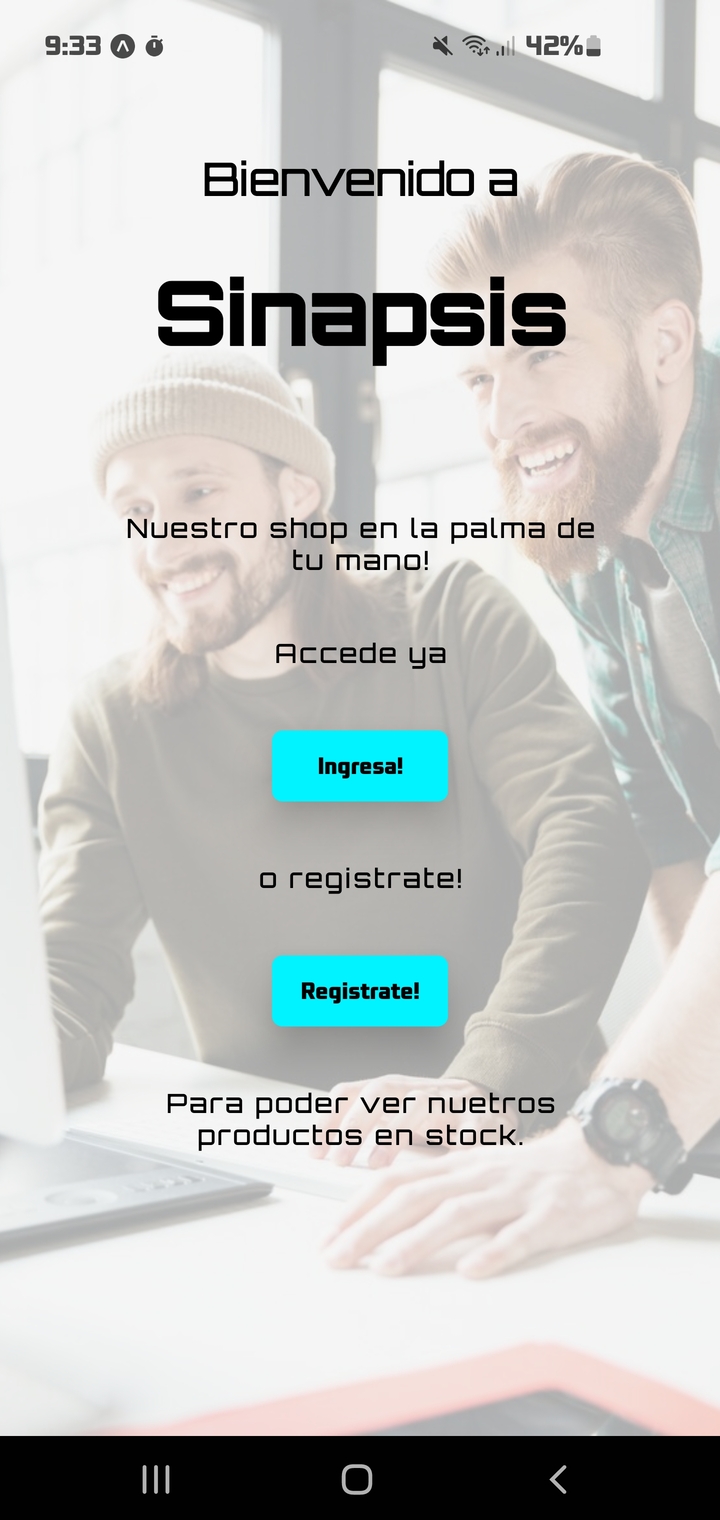 9:33 42%
Bienvenido a
Sinapsis
Nuestro shop en la palma de
tu mano!
Accede ya
Ingresa!
o registrate!
Registrate!
Para poder ver nuetros
productos en stock.